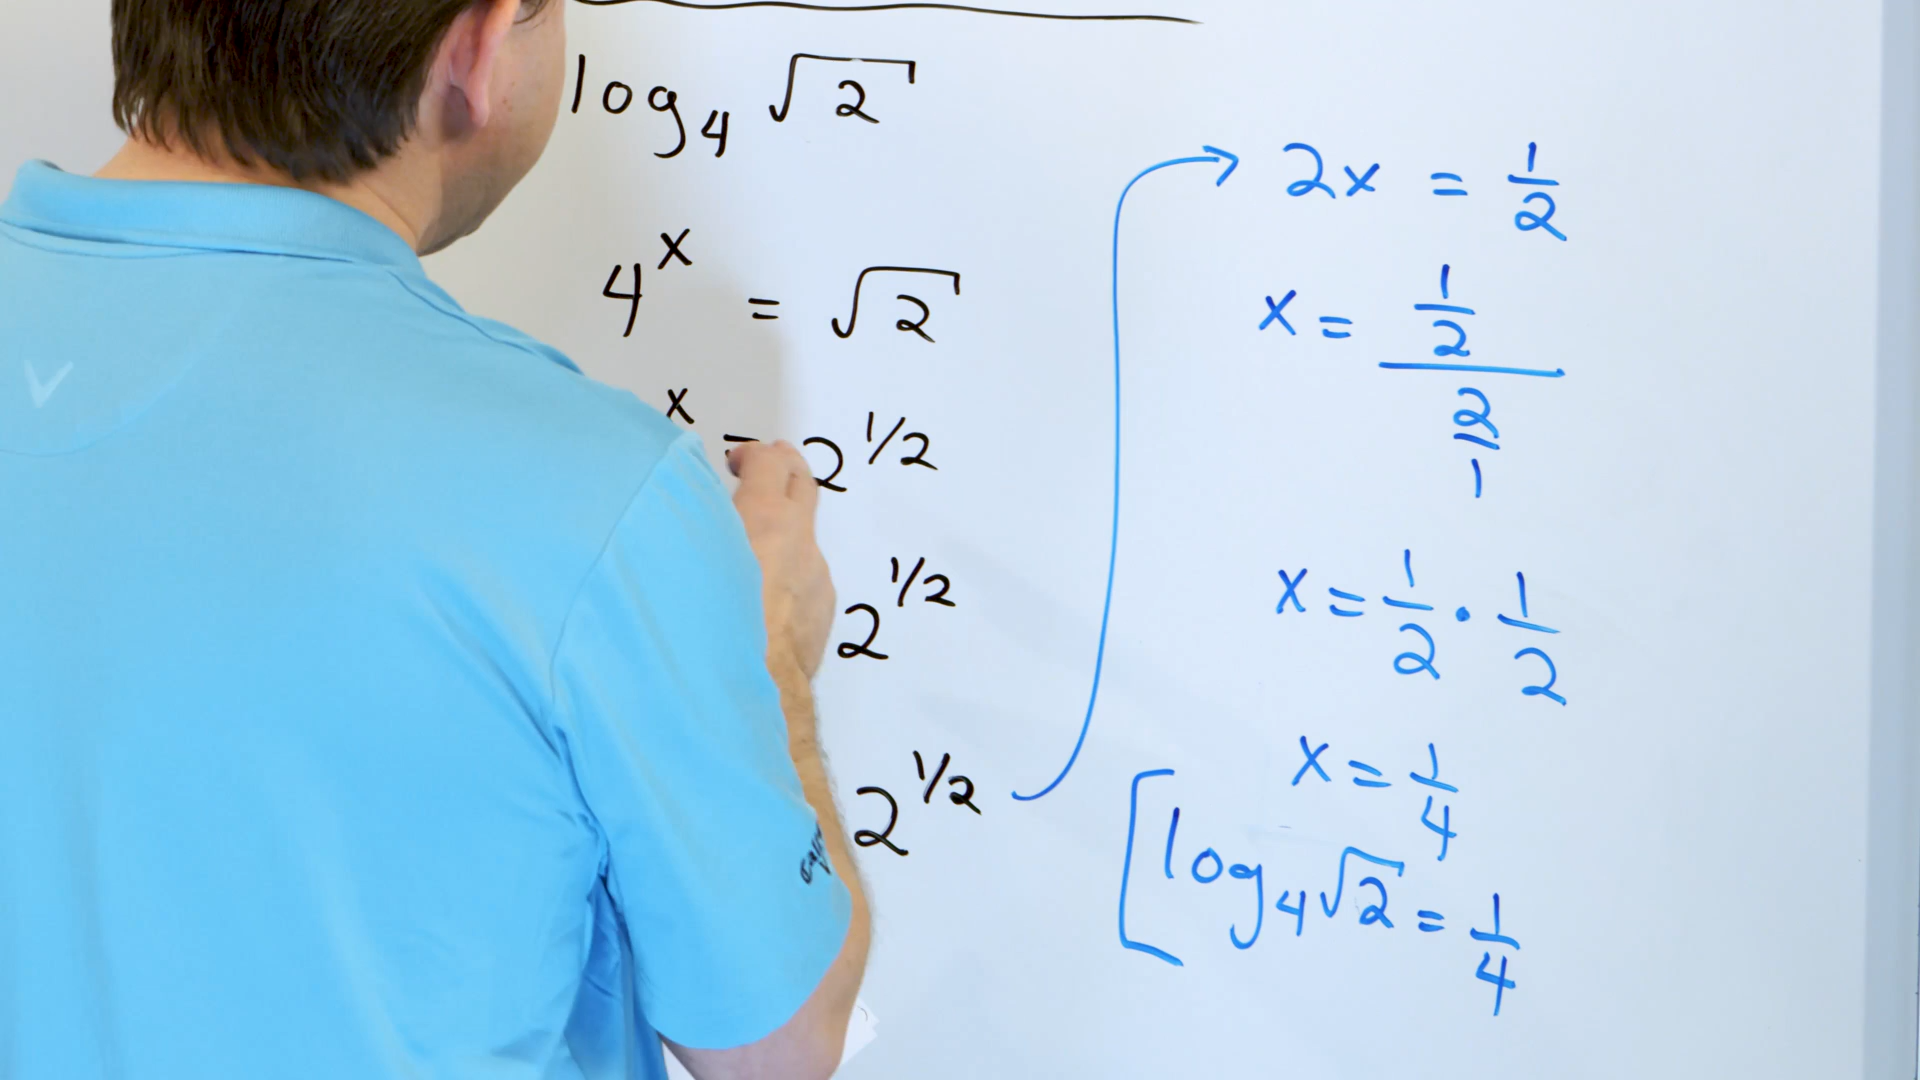 log₄ √2
4ˣ = √2
x = 2^1/2
2^1/2
2^1/2
2x = 1/2
x = (1/2)/(2/1)
x = 1/2 · 1/2
x = 1/4
[log₄√2 = 1/4